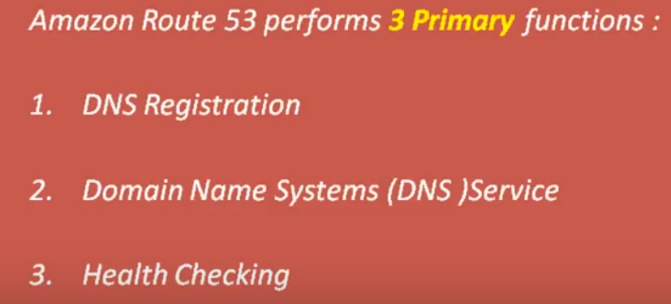 Amazon Route 53 performs 3 Primary functions :
1. DNS Registration
2. Domain Name Systems (DNS )Service
3. Health Checking